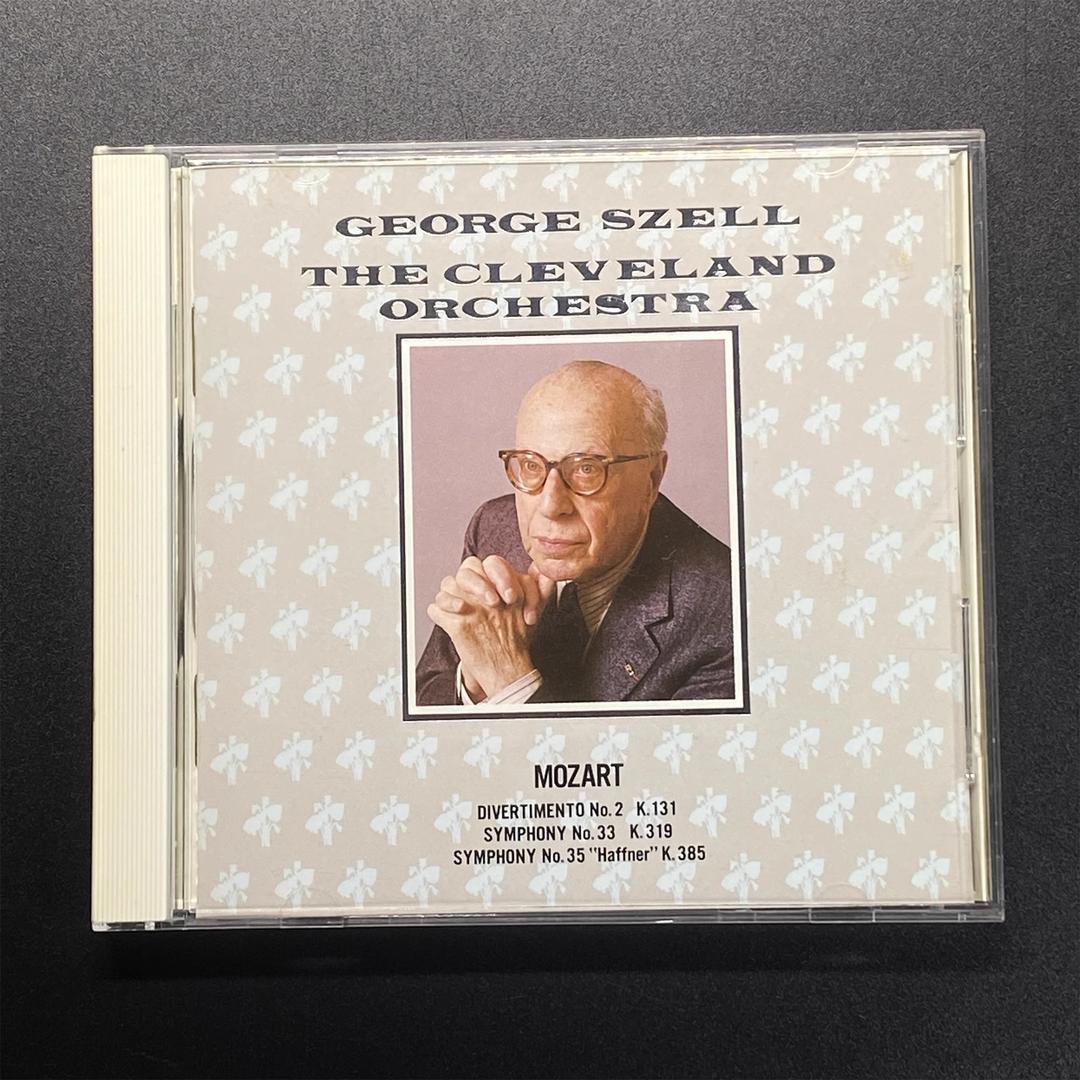 GEORGE SZELL
THE CLEVELAND
ORCHESTRA
MOZART
DIVERTIMENTO No. 2 K. 131
SYMPHONY No. 33 K. 319
SYMPHONY No. 35 "Haffner" K. 385